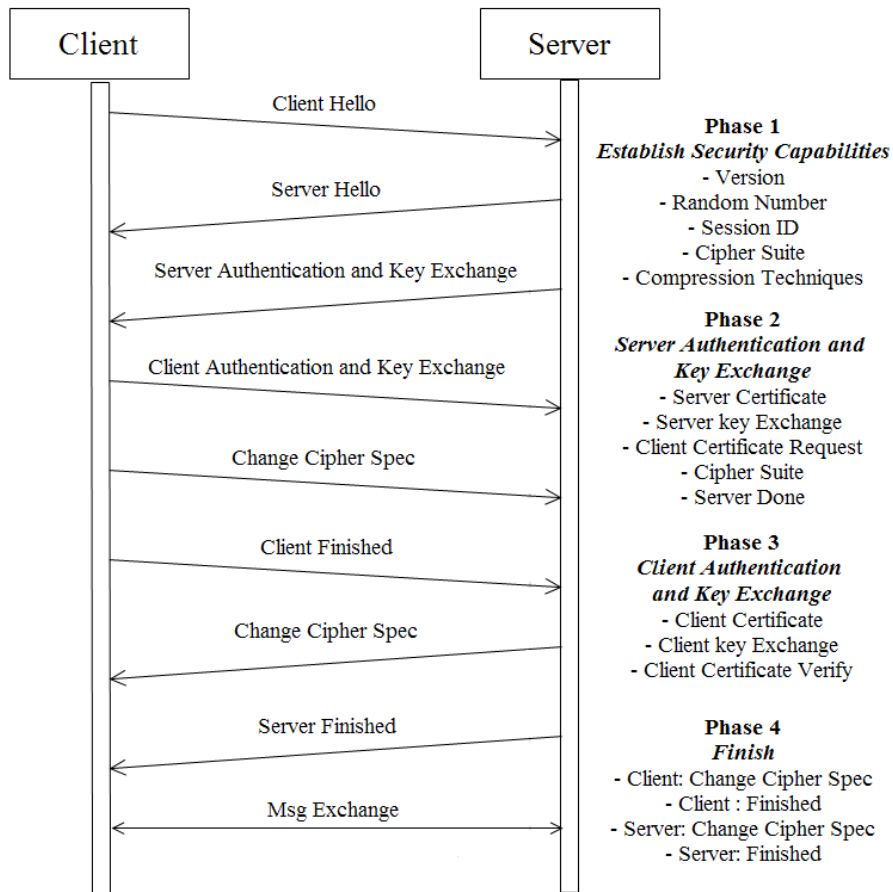 Client
Server
Client Hello
Server Hello
Server Authentication and Key Exchange
Client Authentication and Key Exchange
Change Cipher Spec
Client Finished
Change Cipher Spec
Server Finished
Msg Exchange
Phase 1
Establish Security Capabilities
- Version
- Random Number
- Session ID
- Cipher Suite
- Compression Techniques
Phase 2
Server Authentication and
Key Exchange
- Server Certificate
- Server key Exchange
- Client Certificate Request
- Cipher Suite
- Server Done
Phase 3
Client Authentication
and Key Exchange
- Client Certificate
- Client key Exchange
- Client Certificate Verify
Phase 4
Finish
- Client: Change Cipher Spec
- Client : Finished
- Server: Change Cipher Spec
- Server: Finished